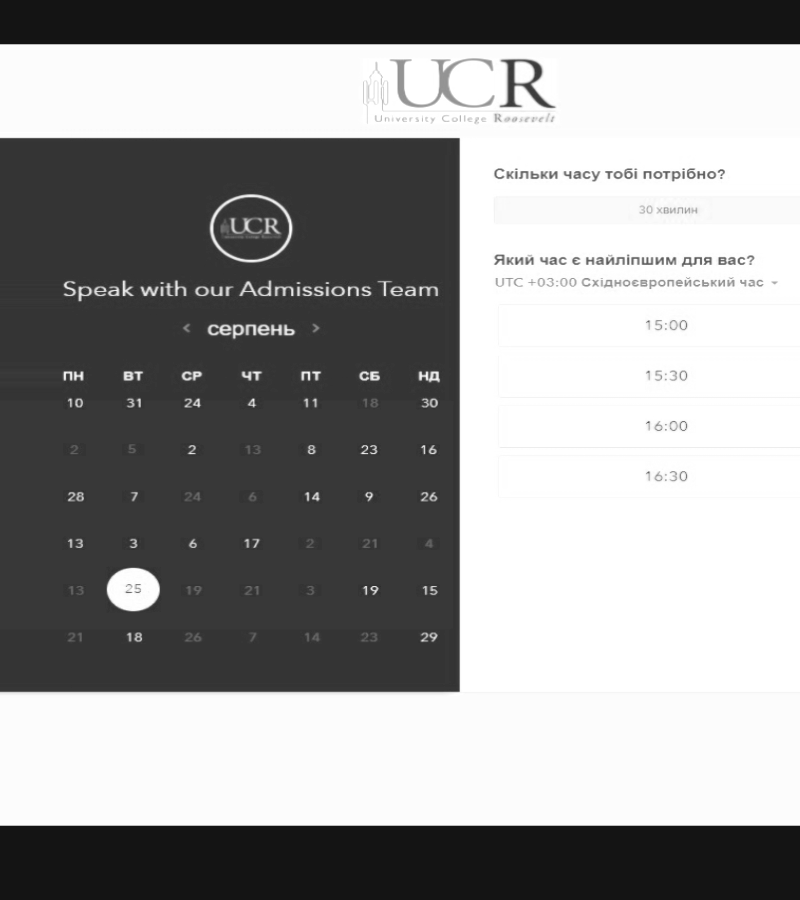 UCR
University College Roosevelt
UCR
Speak with our Admissions Team
< серпень >
ПН ВТ СР ЧТ ПТ СБ НД
10 31 24 4 11 18 30
2 5 2 13 8 23 16
28 7 24 6 14 9 26
13 3 6 17 2 21 4
13 25 19 21 3 19 15
21 18 26 7 14 23 29
Скільки часу тобі потрібно?
30 хвилин
Який час є найліпшим для вас?
UTC +03:00 Східноєвропейський час
15:00
15:30
16:00
16:30